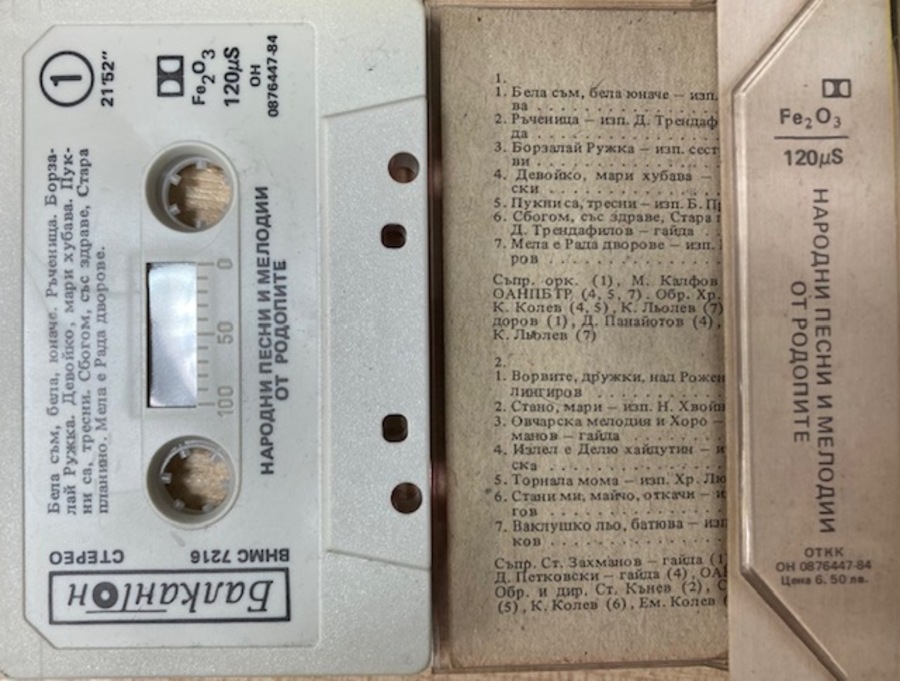 1
21'52"
Fe2O3
120µS
ОН
0876447-84
Бела съм, бела, юначе. Ръченица. Борза-
лай Ружка. Девойко, мари хубава. Пук-
ни са, тресни. Сбогом, със здраве, Стара
планино. Мела е Рада дворове.
0
50
100
НАРОДНИ ПЕСНИ И МЕЛОДИИ
ОТ РОДОПИТЕ
СТЕРЕО
ВНМС 7216
Балкантон
1.
1. Бела съм, бела юначе – изп.
ва . . . . . . . . . . . . . .
2. Ръченица – изп. Д. Трендаф
да . . . . . . . . . . . . . .
3. Борзалай Ружка – изп. сест
ви . . . . . . . . . . . . . .
4. Девойко, мари хубава –
ски . . . . . . . . . . . . . .
5. Пукни са, тресни – изп. Б. Пр
6. Сбогом, със здраве, Стара
Д. Трендафилов – гайда . .
7. Мела е Рада дворове – изп.
ров . . . . . . . . . . . . . .
Съпр. орк. (1), М. Калфов
ОАНПБТР (4, 5, 7). Обр. Хр.
К. Колев (4, 5), К. Льолев (7)
доров (1), Д. Панайотов (4),
К. Льолев (7)
2.
1. Ворвите, дружки, над Рожен
лингиров . . . . . . . . . .
2. Стано, мари – изп. Н. Хвойн
3. Овчарска мелодия и Хоро –
манов – гайда . . . . . . . .
4. Излел е Делю хайдутин – и
ска . . . . . . . . . . . . . .
5. Торнала мома – изп. Хр. Лю
6. Стани ми, майчо, откачи – и
гов . . . . . . . . . . . . . .
7. Ваклушко льо, батюва – изп
ков . . . . . . . . . . . . . .
Съпр. Ст. Захманов – гайда (1)
Д. Петковски – гайда (4), ОА
Обр. и дир. Ст. Кънев (2), С
(5), К. Колев (6), Ем. Колев (
Fe2O3
120µS
НАРОДНИ ПЕСНИ И МЕЛОДИИ
ОТ РОДОПИТЕ
ОТКК
ОН 0876447-84
Цена 6. 50 лв.